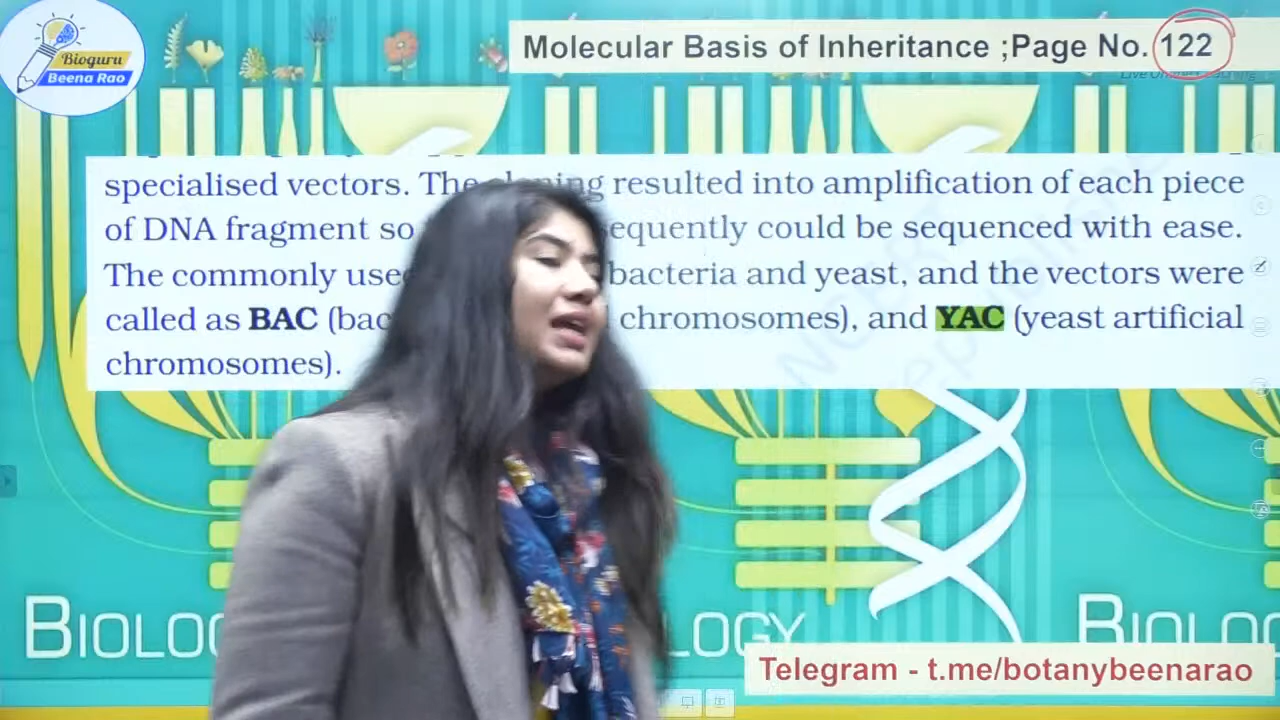 Bioguru
Beena Rao
Molecular Basis of Inheritance ;Page No. 122
specialised vectors. The resulted into amplification of each piece
of DNA fragment so equently could be sequenced with ease.
The commonly use bacteria and yeast, and the vectors were
called as BAC (bac chromosomes), and YAC (yeast artificial
chromosomes).
BIOLO OGY BIOLO
Telegram - t.me/botanybeenarao